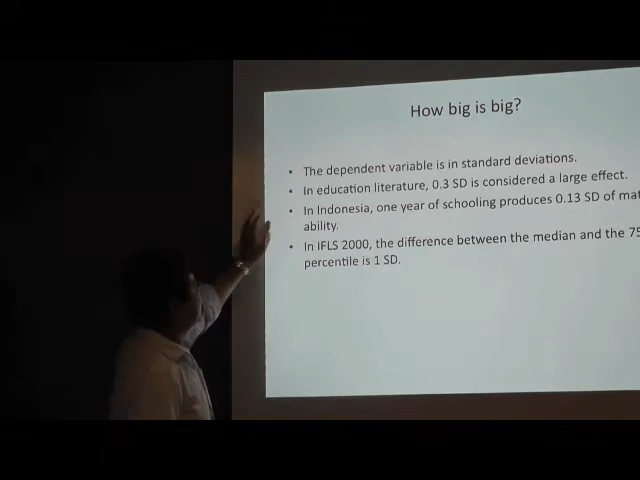 How big is big?
• The dependent variable is in standard deviations.
• In education literature, 0.3 SD is considered a large effect.
• In Indonesia, one year of schooling produces 0.13 SD of
ability.
• In IFLS 2000, the difference between the median and the
percentile is 1 SD.